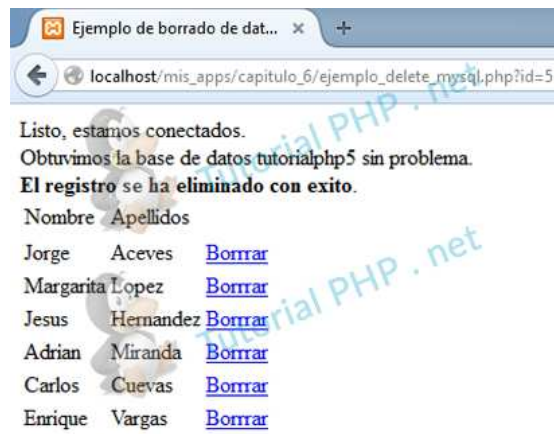 Ejemplo de borrado de dat... × +
localhost/mis_apps/capitulo_6/ejemplo_delete_mysql.php?id=5
Listo, estamos conectados.
Obtuvimos la base de datos tutorialphp5 sin problema.
El registro se ha eliminado con exito.
Nombre Apellidos
Jorge Aceves Borrrar
Margarita Lopez Borrrar
Jesus Hernandez Borrrar
Adrian Miranda Borrrar
Carlos Cuevas Borrrar
Enrique Vargas Borrrar
Tutorial PHP . net
Tutorial PHP . net